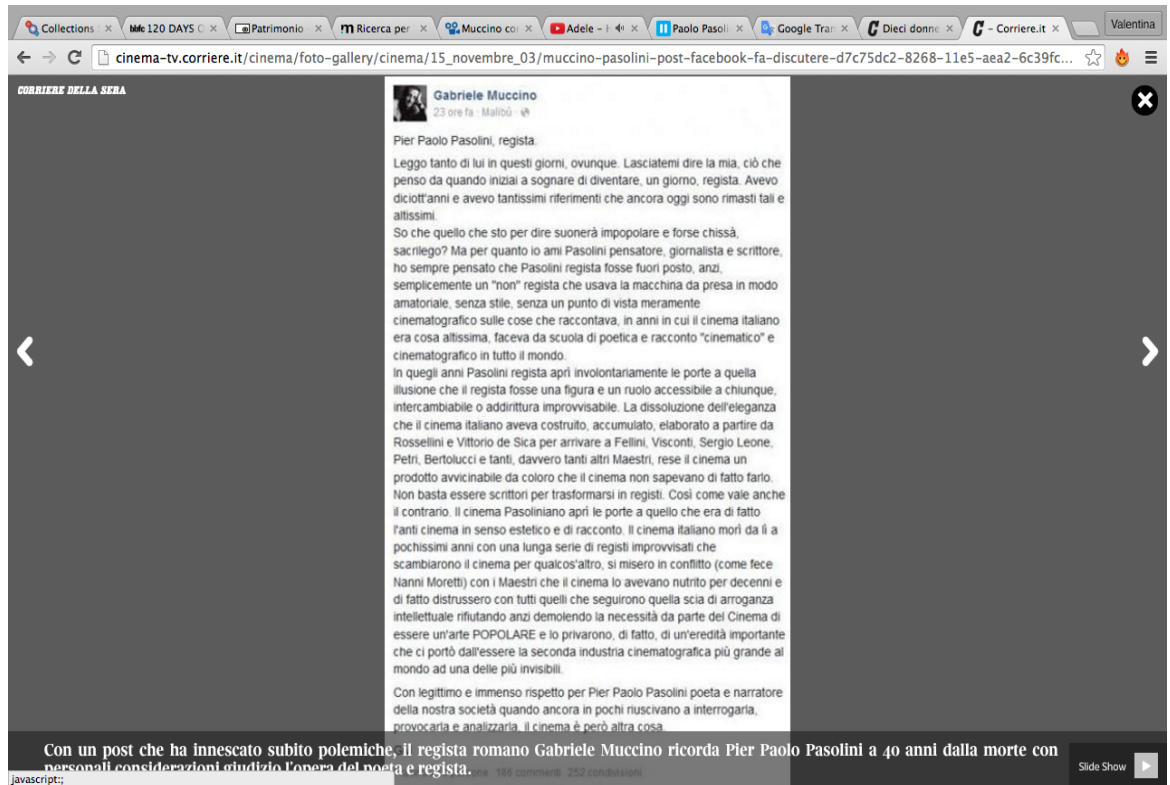 Collections
120 DAYS
Patrimonio
Ricerca per
Muccino con
Adele -
Paolo Pasoli
Google Tran
Dieci donne
- Corriere.it
Valentina
cinema-tv.corriere.it/cinema/foto-gallery/cinema/15_novembre_03/muccino-pasolini-post-facebook-fa-discutere-d7c75dc2-8268-11e5-aea2-6c39fc...
CORRIERE DELLA SERA
Gabriele Muccino
23 ore fa · Malibù ·
Pier Paolo Pasolini, regista.
Leggo tanto di lui in questi giorni, ovunque. Lasciatemi dire la mia, ciò che
penso da quando iniziai a sognare di diventare, un giorno, regista. Avevo
diciott'anni e avevo tantissimi riferimenti che ancora oggi sono rimasti tali e
altissimi.
So che quello che sto per dire suonerà impopolare e forse chissà,
sacrilego? Ma per quanto io ami Pasolini pensatore, giornalista e scrittore,
ho sempre pensato che Pasolini regista fosse fuori posto, anzi,
semplicemente un "non" regista che usava la macchina da presa in modo
amatoriale, senza stile, senza un punto di vista meramente
cinematografico sulle cose che raccontava, in anni in cui il cinema italiano
era cosa altissima, faceva da scuola di poetica e racconto "cinematico" e
cinematografico in tutto il mondo.
In quegli anni Pasolini regista aprì involontariamente le porte a quella
illusione che il regista fosse una figura e un ruolo accessibile a chiunque,
intercambiabile o addirittura improvvisabile. La dissoluzione dell'eleganza
che il cinema italiano aveva costruito, accumulato, elaborato a partire da
Rossellini e Vittorio de Sica per arrivare a Fellini, Visconti, Sergio Leone,
Petri, Bertolucci e tanti, davvero tanti altri Maestri, rese il cinema un
prodotto avvicinabile da coloro che il cinema non sapevano di fatto farlo.
Non basta essere scrittori per trasformarsi in registi. Così come vale anche
il contrario. Il cinema Pasoliniano aprì le porte a quello che era di fatto
l'anti cinema in senso estetico e di racconto. Il cinema italiano morì da lì a
pochissimi anni con una lunga serie di registi improvvisati che
scambiarono il cinema per qualcos'altro, si misero in conflitto (come fece
Nanni Moretti) con i Maestri che il cinema lo avevano nutrito per decenni e
di fatto distrussero con tutti quelli che seguirono quella scia di arroganza
intellettuale rifiutando anzi demolendo la necessità da parte del Cinema di
essere un'arte POPOLARE e lo privarono, di fatto, di un'eredità importante
che ci portò dall'essere la seconda industria cinematografica più grande al
mondo ad una delle più invisibili.
Con legittimo e immenso rispetto per Pier Paolo Pasolini poeta e narratore
della nostra società quando ancora in pochi riuscivano a interrogarla,
provocarla e analizzarla, il cinema è però altra cosa.
Con un post che ha innescato subito polemiche, il regista romano Gabriele Muccino ricorda Pier Paolo Pasolini a 40 anni dalla morte con
personali considerazioni giudizio l'opera del poeta e regista.
186 commenti 252 condivisioni
Slide Show
javascript:;